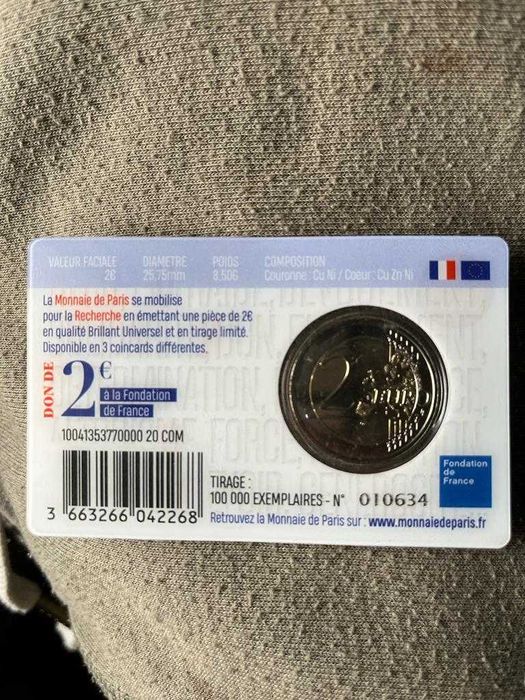 VALEUR FACIALE
2€
DIAMETRE
25,75mm
POIDS
8,50G
COMPOSITION
Couronne : Cu Ni / Coeur : Cu Zn Ni
La Monnaie de Paris se mobilise
pour la Recherche en émettant une pièce de 2€
en qualité Brillant Universel et en tirage limité.
Disponible en 3 coincards différentes.
DON DE
2€
à la Fondation
de France
10041353770000 20 COM
3 663266 042268
TIRAGE :
100 000 EXEMPLAIRES - N° 010634
Retrouvez la Monnaie de Paris sur : www.monnaiedeparis.fr
2 EURO
Fondation
de
France